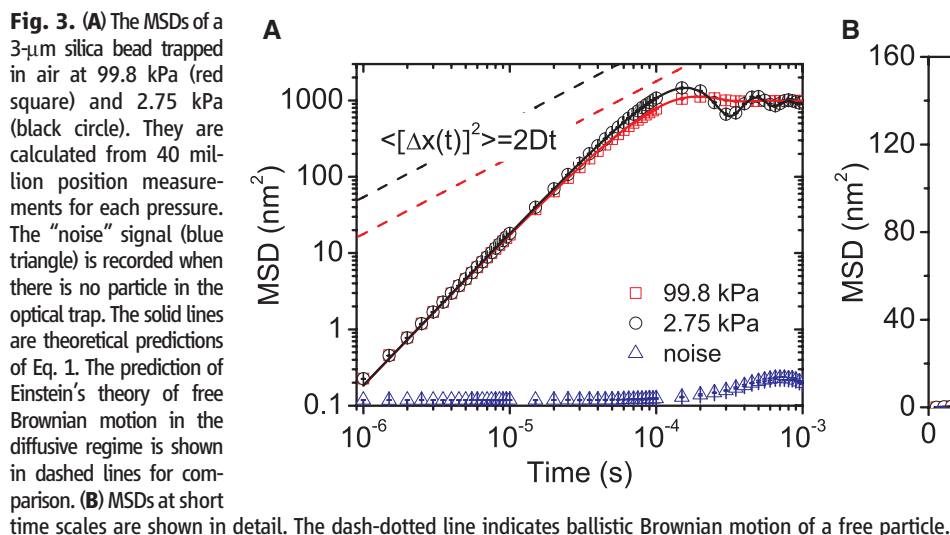 Fig. 3. (A) The MSDs of a
3-μm silica bead trapped
in air at 99.8 kPa (red
square) and 2.75 kPa
(black circle). They are
calculated from 40 mil-
lion position measure-
ments for each pressure.
The “noise” signal (blue
triangle) is recorded when
there is no particle in the
optical trap. The solid lines
are theoretical predictions
of Eq. 1. The prediction of
Einstein’s theory of free
Brownian motion in the
diffusive regime is shown
in dashed lines for com-
parison. (B) MSDs at short
time scales are shown in detail. The dash-dotted line indicates ballistic Brownian motion of a free particle.
A
MSD (nm²)
1000
100
10
1
0.1
<[Δx(t)]²>=2Dt
99.8 kPa
2.75 kPa
noise
10⁻⁶ 10⁻⁵ 10⁻⁴ 10⁻³
Time (s)
B
MSD (nm²)
160
120
80
40
0
0